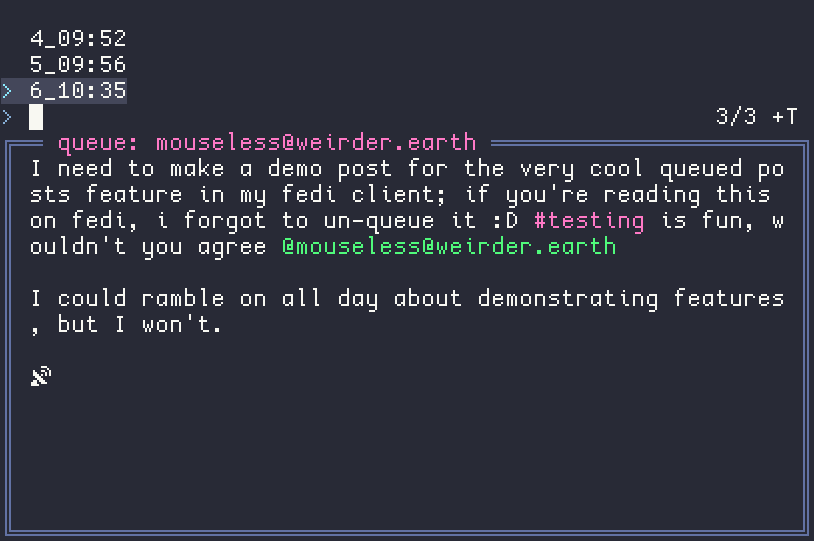 4_09:52
5_09:56
> 6_10:35
> 3/3 +T
queue: mouseless@weirder.earth
I need to make a demo post for the very cool queued po
sts feature in my fedi client; if you're reading this
on fedi, i forgot to un-queue it :D #testing is fun, w
ouldn't you agree @mouseless@weirder.earth
I could ramble on all day about demonstrating features
, but I won't.